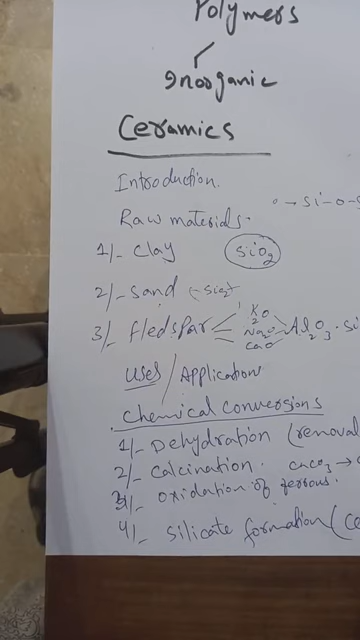 Polymers
Inorganic
Ceramics
Introduction.
° → Si-O-S
Raw materials.
1/- Clay SiO2
2/- Sand
3/- fledspar K2O Na2O CaO Al2O3.Si
Uses/Applications
Chemical conversions
1/- Dehydration (removal
2/- Calcination. CaCO3 →
3/- oxidation of ferrous.
4/- Silicate formation (Ce